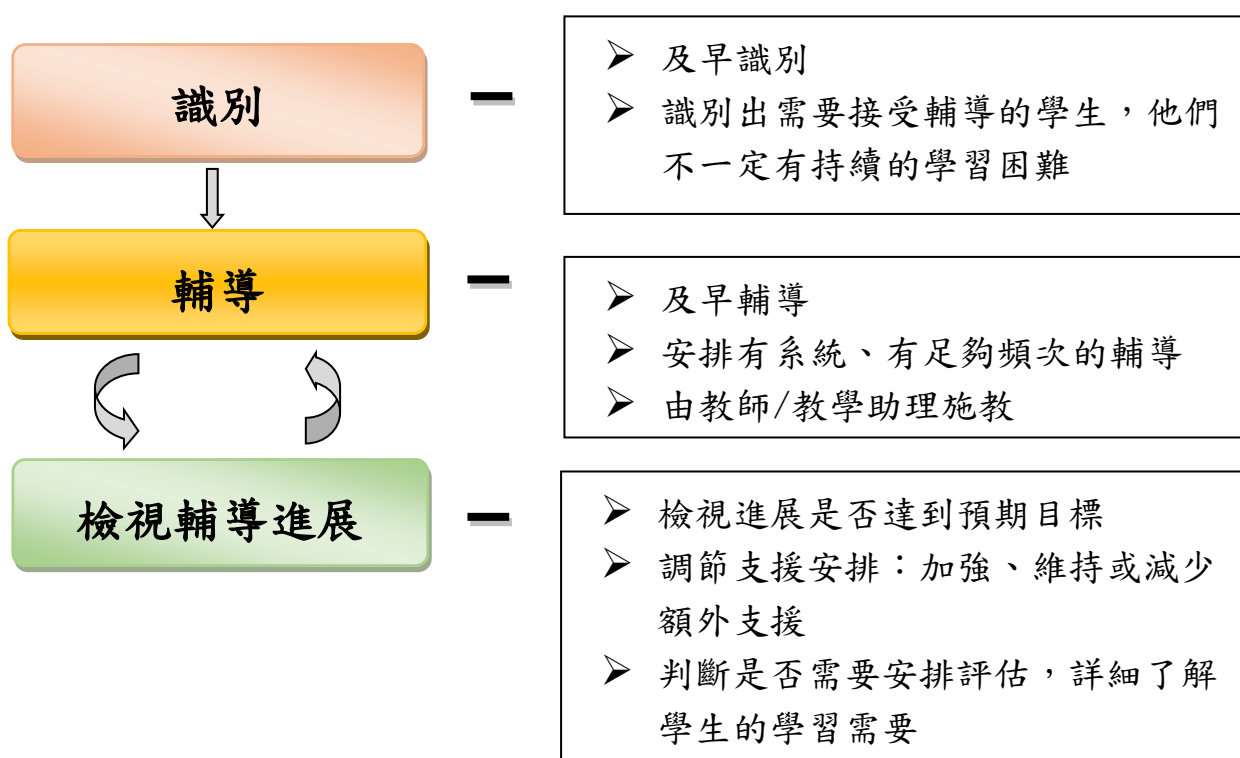 識別
➢ 及早識別
➢ 識別出需要接受輔導的學生，他們
不一定有持續的學習困難
輔導
➢ 及早輔導
➢ 安排有系統、有足夠頻次的輔導
➢ 由教師/教學助理施教
檢視輔導進展
➢ 檢視進展是否達到預期目標
➢ 調節支援安排：加強、維持或減少
額外支援
➢ 判斷是否需要安排評估，詳細了解
學生的學習需要